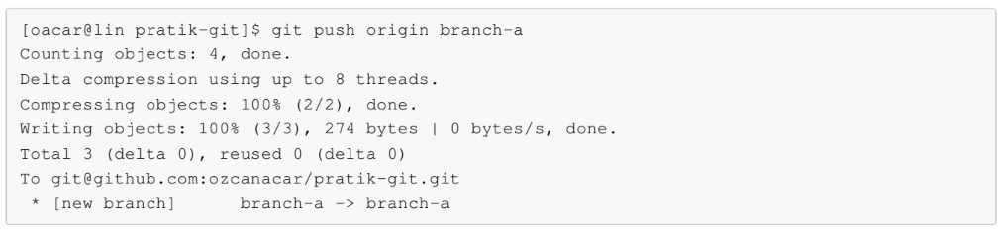 [oacar@lin pratik-git]$ git push origin branch-a
Counting objects: 4, done.
Delta compression using up to 8 threads.
Compressing objects: 100% (2/2), done.
Writing objects: 100% (3/3), 274 bytes | 0 bytes/s, done.
Total 3 (delta 0), reused 0 (delta 0)
To git@github.com:ozcanacar/pratik-git.git
 * [new branch]      branch-a -> branch-a